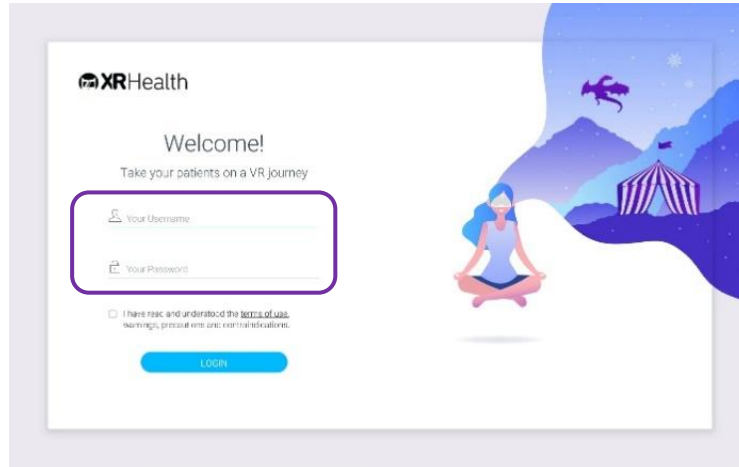 XRHealth
Welcome!
Take your patients on a VR journey
Your Username
Your Password
I have read and understood the terms of use,
warnings, precautions and contraindications.
LOGIN